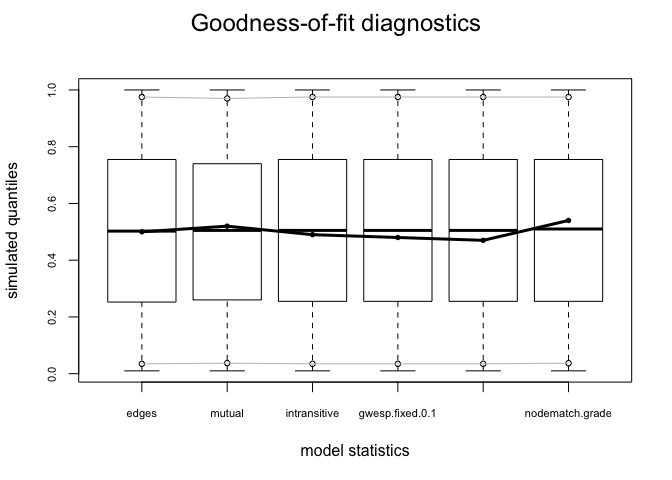 Goodness-of-fit diagnostics
simulated quantiles
1.0
0.8
0.6
0.4
0.2
0.0
edges mutual intransitive gwesp.fixed.0.1 nodematch.grade
model statistics